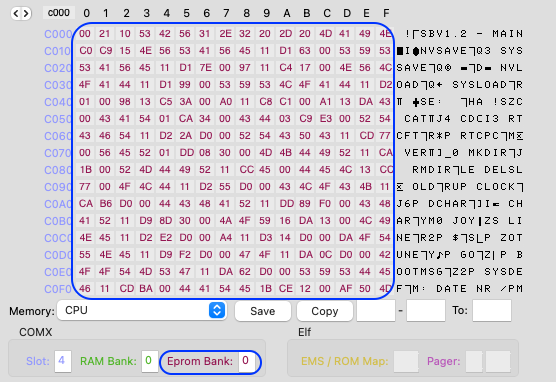 c000 0 1 2 3 4 5 6 7 8 9 A B C D E F
C000 00 21 10 53 42 56 31 2E 32 20 2D 20 4D 41 49 4E ! SBV1.2 - MAIN
C010 C0 C9 15 4E 56 53 41 56 45 11 D1 63 00 53 59 53 NVSAVE Q3 SYS
C020 53 41 56 45 11 D1 7E 00 97 11 C4 17 00 4E 56 4C SAVE Q D NVL
C030 4F 41 44 11 D1 99 00 53 59 53 4C 4F 41 44 11 D2 OAD Q SYSLOAD R
C040 01 00 98 13 C5 3A 00 A0 11 C8 C1 00 A1 13 DA 43 E: HA !SZC
C050 00 43 41 54 01 CA 34 00 43 44 03 C9 E3 00 52 54 CAT J4 CDCI3 RT
C060 43 46 54 11 D2 2A D0 00 52 54 43 50 43 11 CD 77 CFT R*P RTCPC M
C070 00 56 45 52 01 DD 08 30 00 4D 4B 44 49 52 11 CA VER ]_0 MKDIR J
C080 1B 00 52 4D 44 49 52 11 CC 45 00 44 45 4C 13 CC RMDIR LE DELSL
C090 77 00 4F 4C 44 11 D2 55 D0 00 43 4C 4F 43 4B 11 OLD RUP CLOCK
C0A0 CA B6 D0 00 44 43 48 41 52 11 DD 89 F0 00 43 48 J6P DCHAR ]I CH
C0B0 41 52 11 D9 8D 30 00 4A 4F 59 16 DA 13 00 4C 49 AR YM0 JOY ZS LI
C0C0 4E 45 11 D2 E2 D0 00 A4 11 D3 14 D0 00 DA 4F 54 NE R2P $ S P ZOT
C0D0 55 4E 45 11 D9 F2 D0 00 47 4F 11 DA 0C D0 00 42 UNE Y P GO Z P B
C0E0 4F 4F 54 4D 53 47 11 DA 62 D0 00 53 59 53 44 45 OOTMSG Z2P SYSDE
C0F0 46 11 CD BA 00 44 41 54 45 1B CE 12 00 AF 50 4D F M: DATE NR /PM
Memory: CPU Save Copy - To:
COMX Elf
Slot: 4 RAM Bank: 0 Eprom Bank: 0 EMS / ROM Map: Pager: